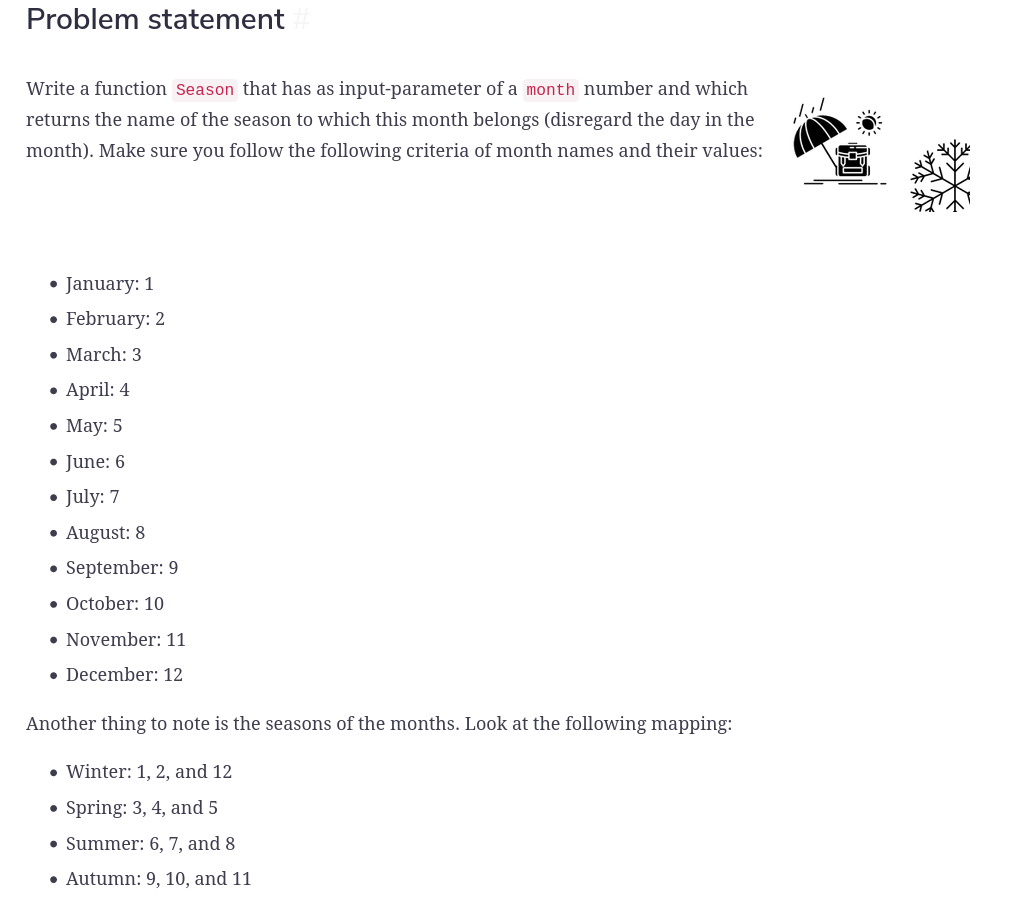 Problem statement #
Write a function Season that has as input-parameter of a month number and which
returns the name of the season to which this month belongs (disregard the day in the
month). Make sure you follow the following criteria of month names and their values:
• January: 1
• February: 2
• March: 3
• April: 4
• May: 5
• June: 6
• July: 7
• August: 8
• September: 9
• October: 10
• November: 11
• December: 12
Another thing to note is the seasons of the months. Look at the following mapping:
• Winter: 1, 2, and 12
• Spring: 3, 4, and 5
• Summer: 6, 7, and 8
• Autumn: 9, 10, and 11